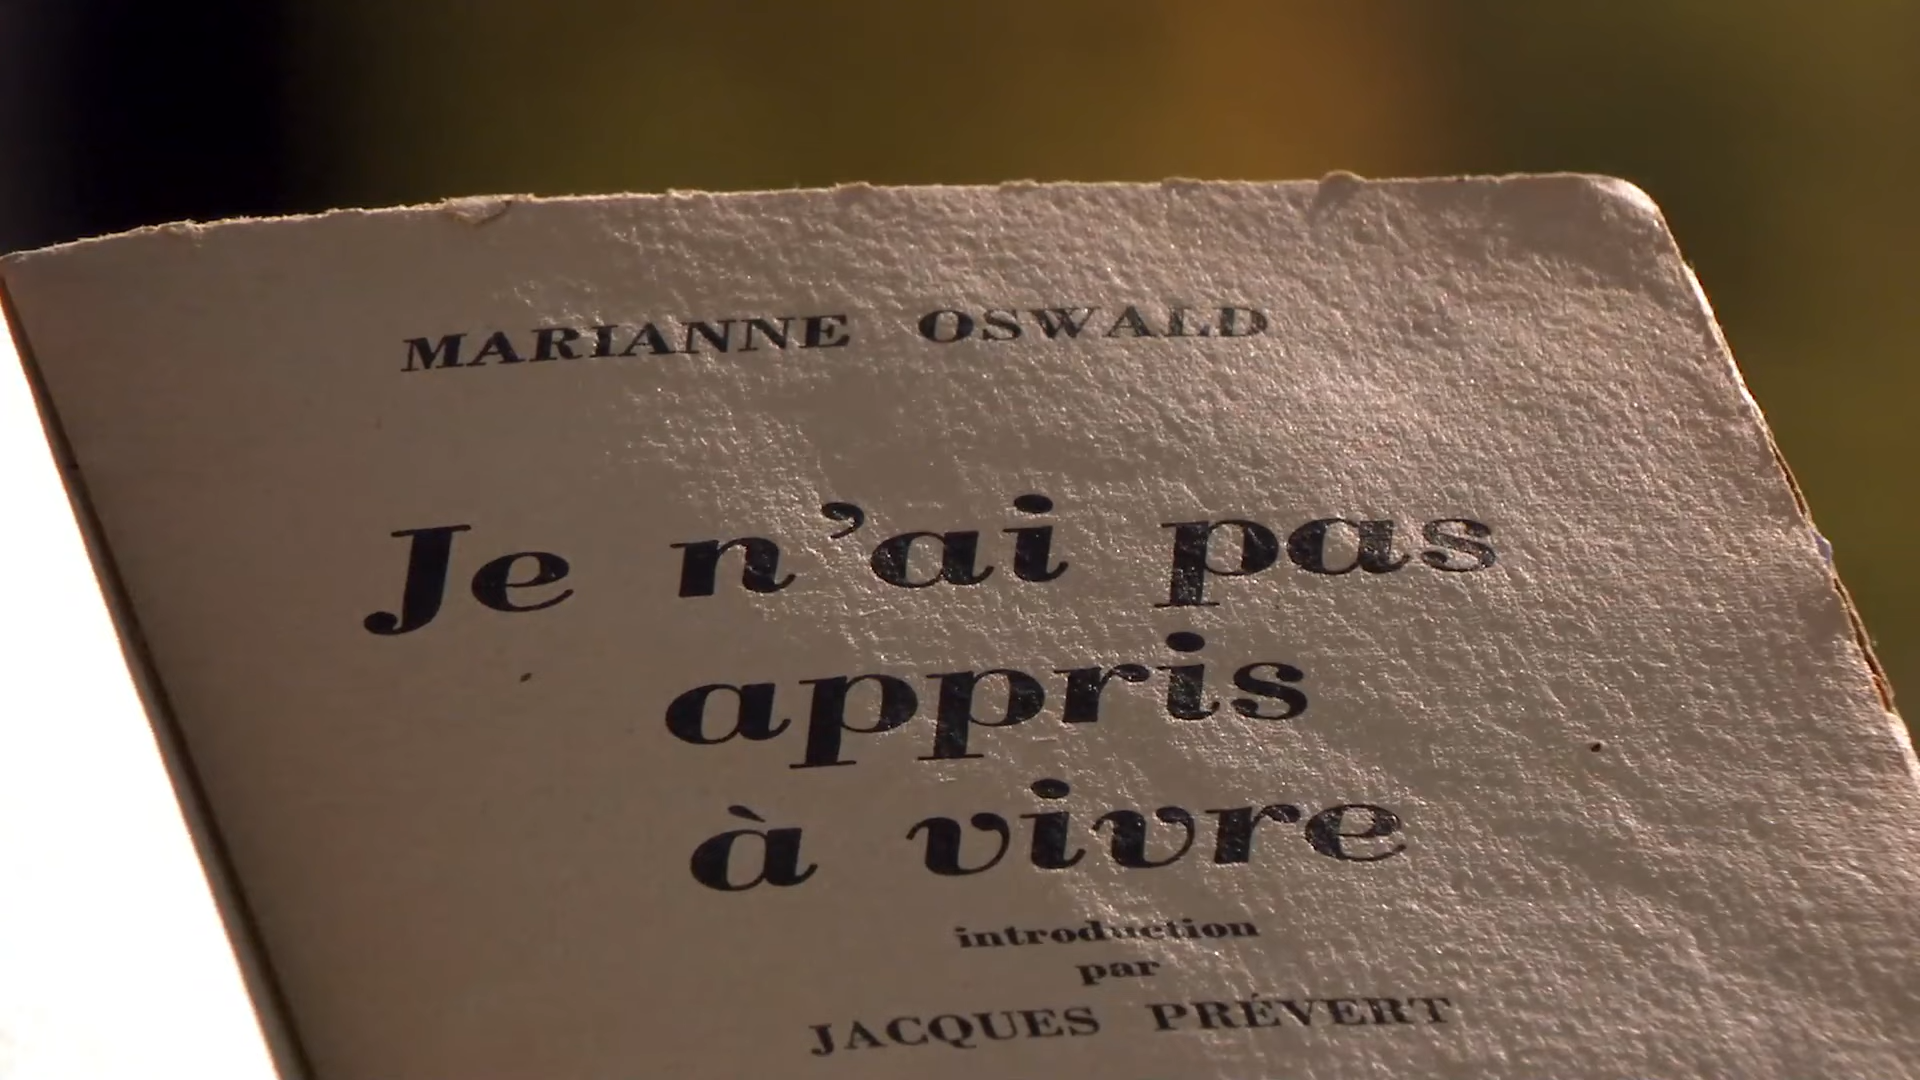 MARIANNE OSWALD
Je n'ai pas
appris
à vivre
introduction
par
JACQUES PRÉVERT